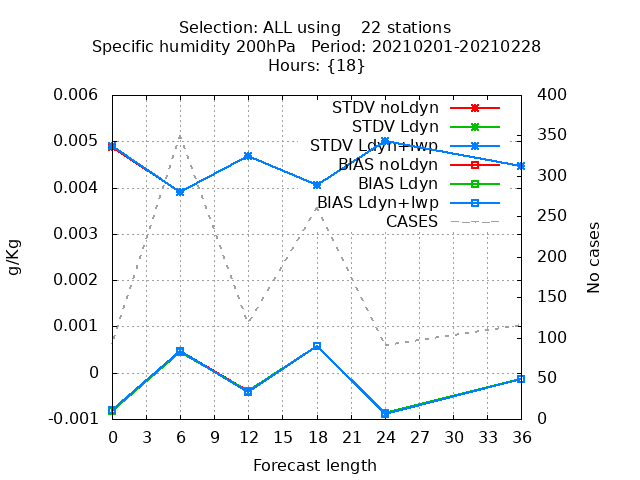 Selection: ALL using    22 stations
Specific humidity 200hPa   Period: 20210201-20210228
Hours: {18}
STDV noLdyn
STDV Ldyn
STDV Ldyn+lwp
BIAS noLdyn
BIAS Ldyn
BIAS Ldyn+lwp
CASES
0.006
0.005
0.004
0.003
0.002
0.001
0
-0.001
g/Kg
400
350
300
250
200
150
100
50
0
No cases
0 3 6 9 12 15 18 21 24 27 30 33 36
Forecast length